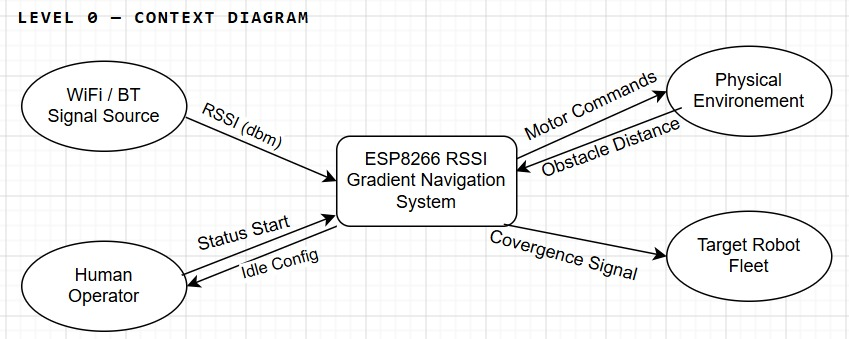 LEVEL 0 — CONTEXT DIAGRAM
WiFi / BT
Signal Source
RSSI (dbm)
Motor Commands
Physical
Environement
Obstacle Distance
ESP8266 RSSI
Gradient Navigation
System
Status Start
Idle Config
Human
Operator
Covergence Signal
Target Robot
Fleet